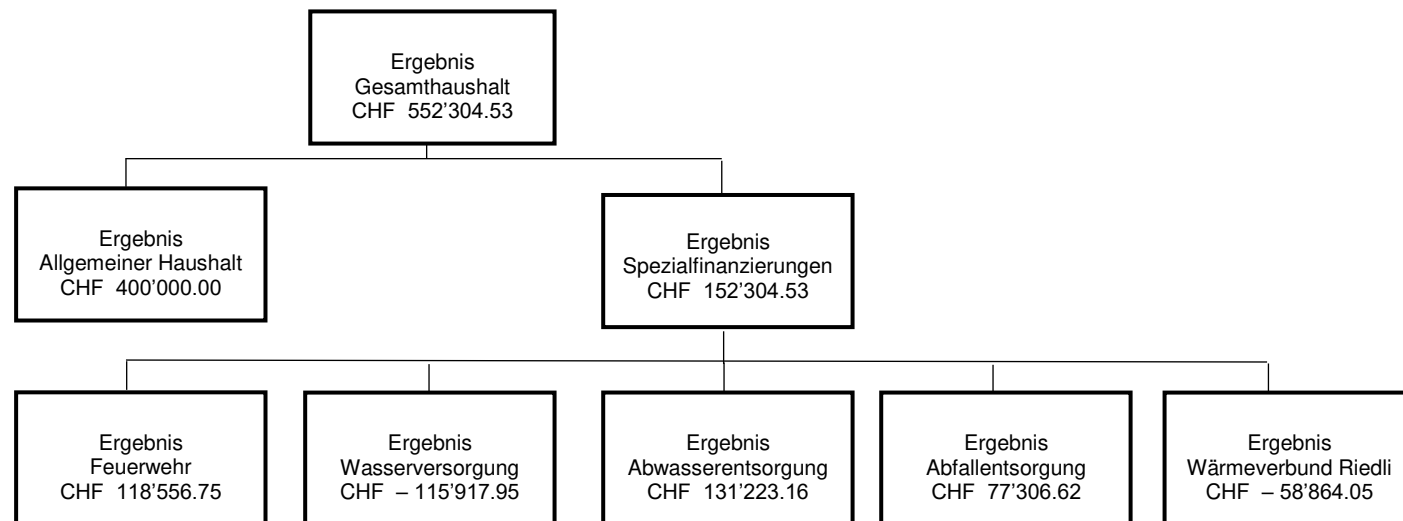 Ergebnis
Gesamthaushalt
CHF 552’304.53
Ergebnis
Allgemeiner Haushalt
CHF 400’000.00
Ergebnis
Spezialfinanzierungen
CHF 152’304.53
Ergebnis
Feuerwehr
CHF 118’556.75
Ergebnis
Wasserversorgung
CHF – 115’917.95
Ergebnis
Abwasserentsorgung
CHF 131’223.16
Ergebnis
Abfallentsorgung
CHF 77’306.62
Ergebnis
Wärmeverbund Riedli
CHF – 58’864.05